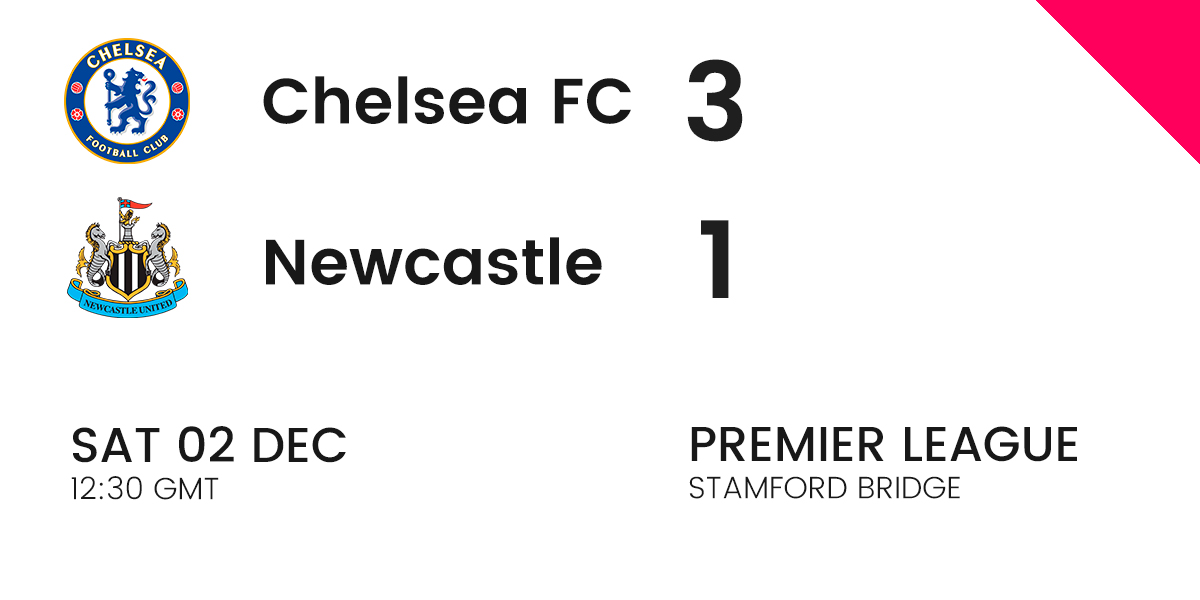 CHELSEA
FOOTBALL CLUB
Chelsea FC 3
NEWCASTLE UNITED
Newcastle 1
SAT 02 DEC
12:30 GMT
PREMIER LEAGUE
STAMFORD BRIDGE